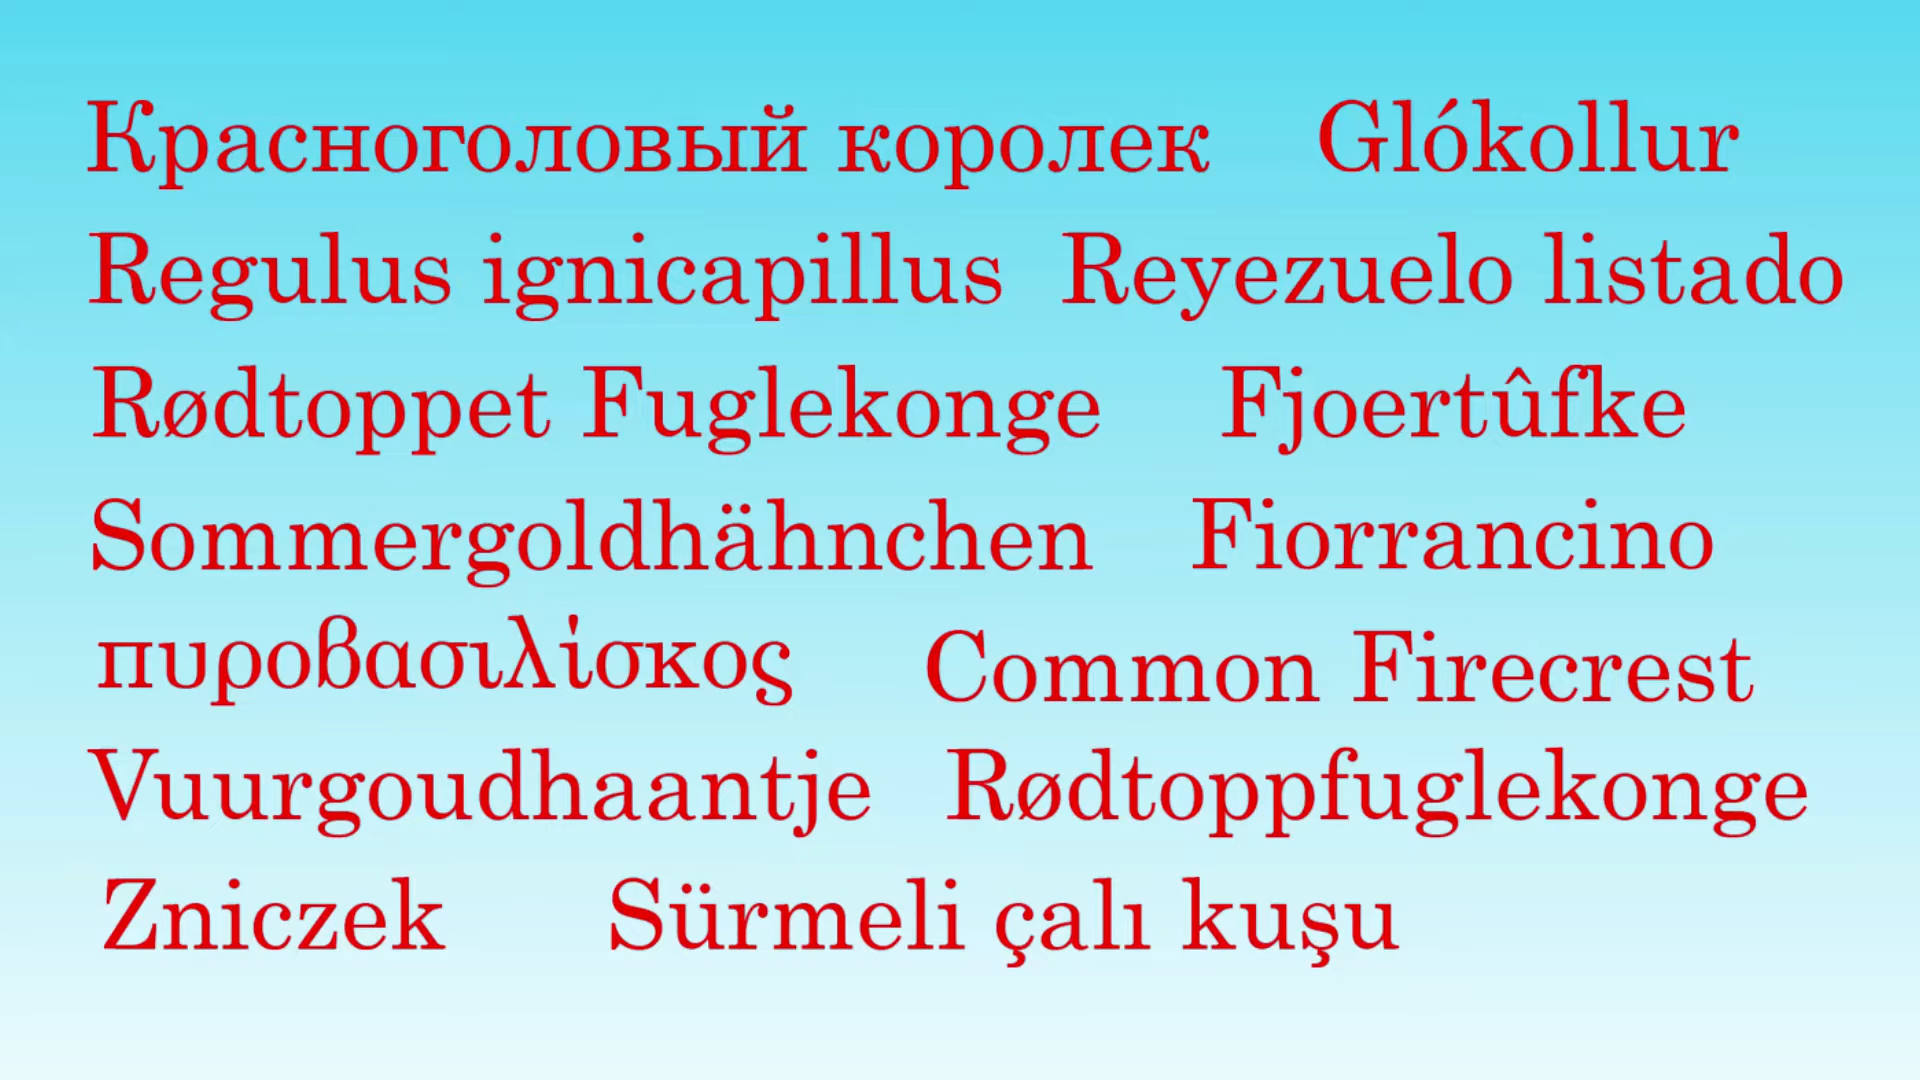 Красноголовый королек Glókollur
Regulus ignicapillus Reyezuelo listado
Rødtoppet Fuglekonge Fjoertûfke
Sommergoldhähnchen Fiorrancino
πυροβασιλίσκος Common Firecrest
Vuurgoudhaantje Rødtoppfuglekonge
Zniczek Sürmeli çalı kuşu